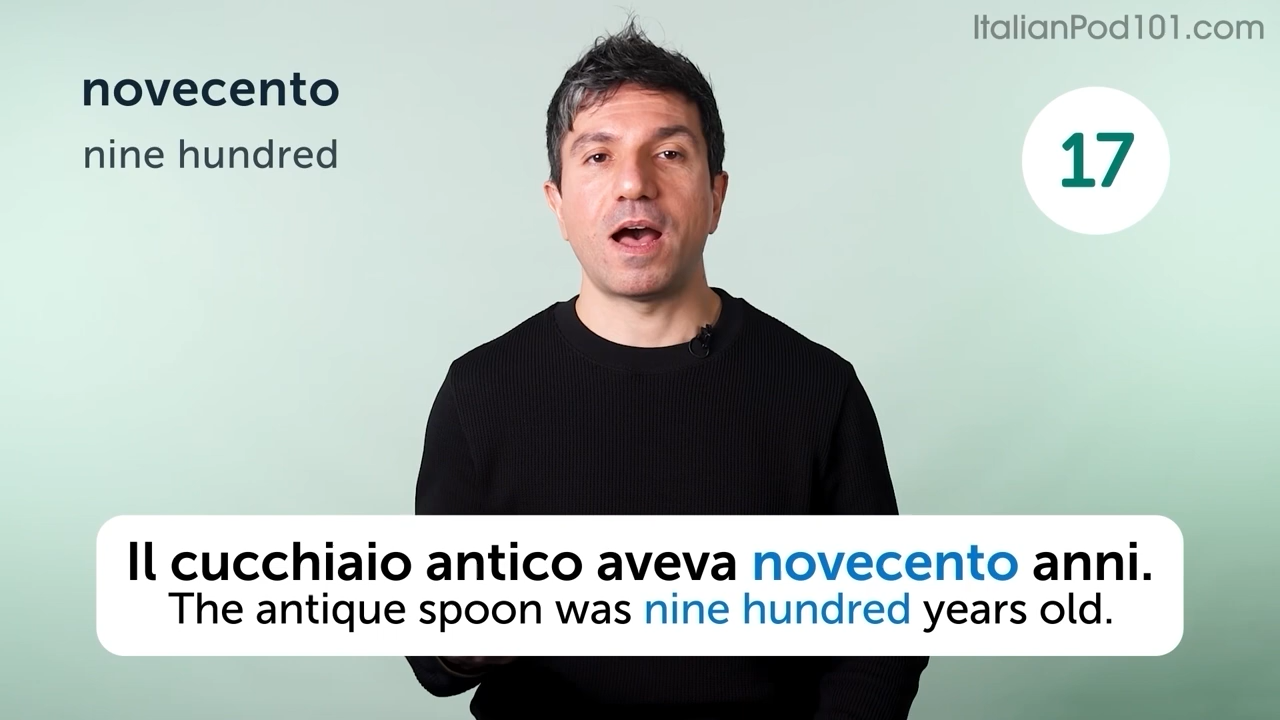 ItalianPod101.com
novecento
nine hundred
17
Il cucchiaio antico aveva novecento anni.
The antique spoon was nine hundred years old.